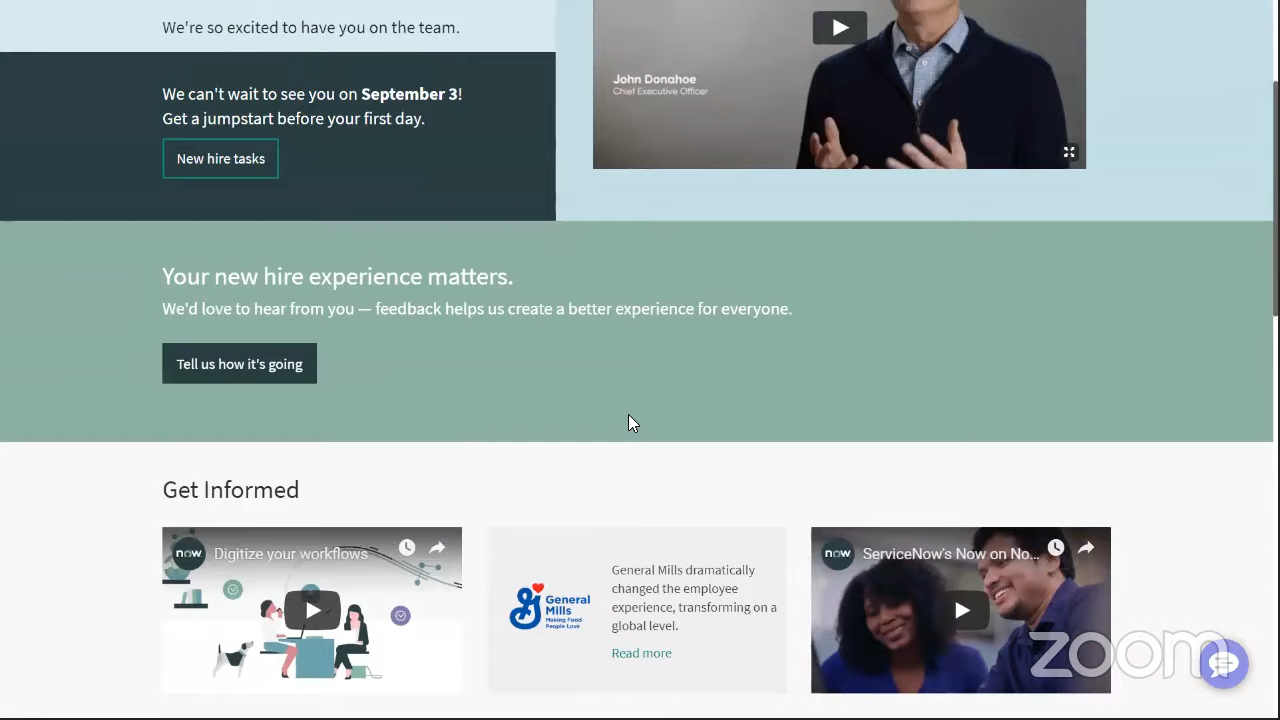 We're so excited to have you on the team.
We can't wait to see you on September 3!
Get a jumpstart before your first day.
New hire tasks
John Donahoe
Chief Executive Officer
Your new hire experience matters.
We'd love to hear from you — feedback helps us create a better experience for everyone.
Tell us how it's going
Get Informed
now
Digitize your workflows
General
Mills
Making Food
People Love
General Mills dramatically
changed the employee
experience, transforming on a
global level.
Read more
now
ServiceNow's Now on No...
zoom